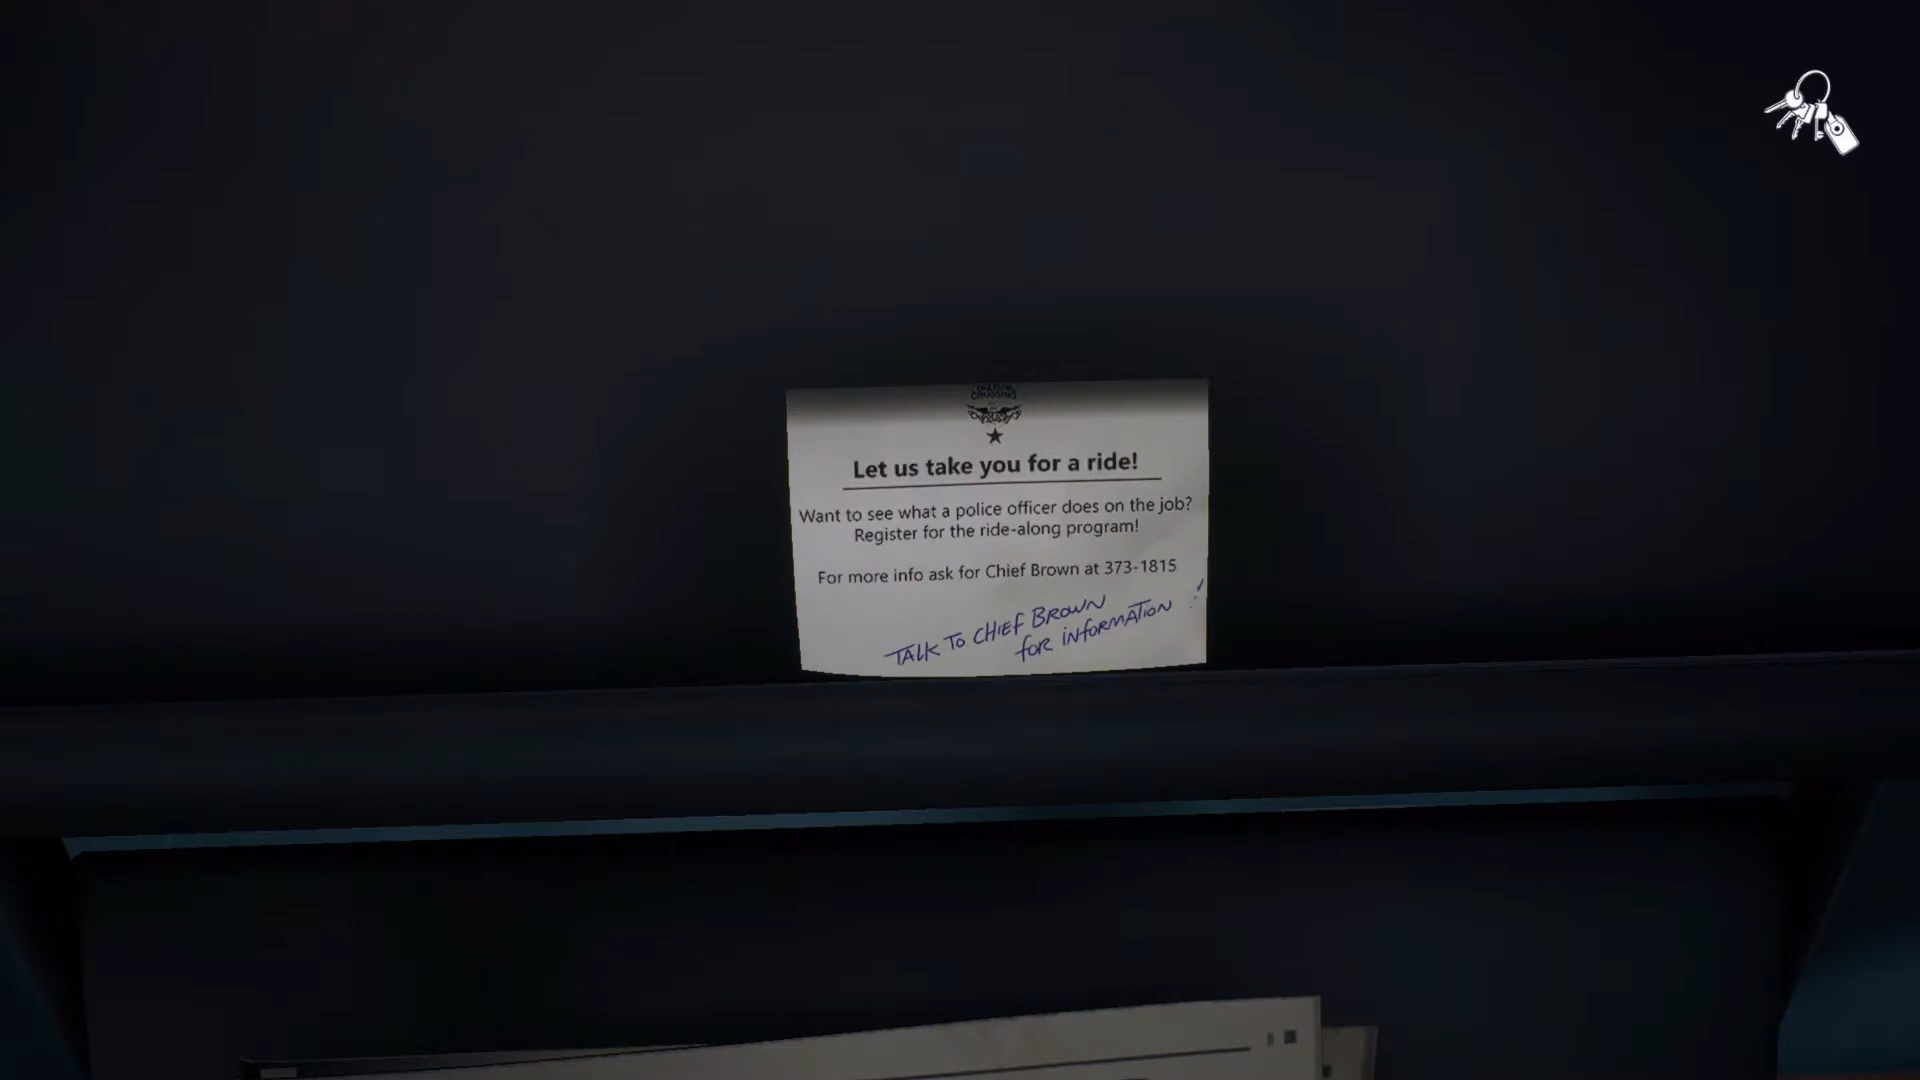 CROSSING
Let us take you for a ride!
Want to see what a police officer does on the job?
Register for the ride-along program!
For more info ask for Chief Brown at 373-1815
TALK TO CHIEF BROWN
FOR INFORMATION !